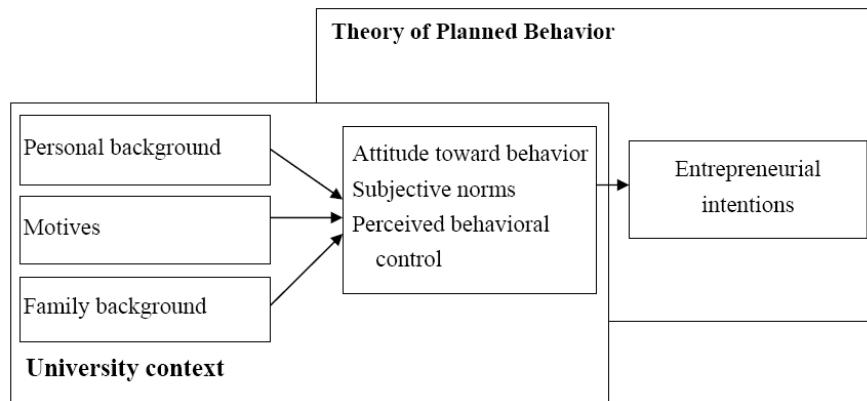 Theory of Planned Behavior
Personal background
Motives
Family background
University context
Attitude toward behavior
Subjective norms
Perceived behavioral
control
Entrepreneurial
intentions